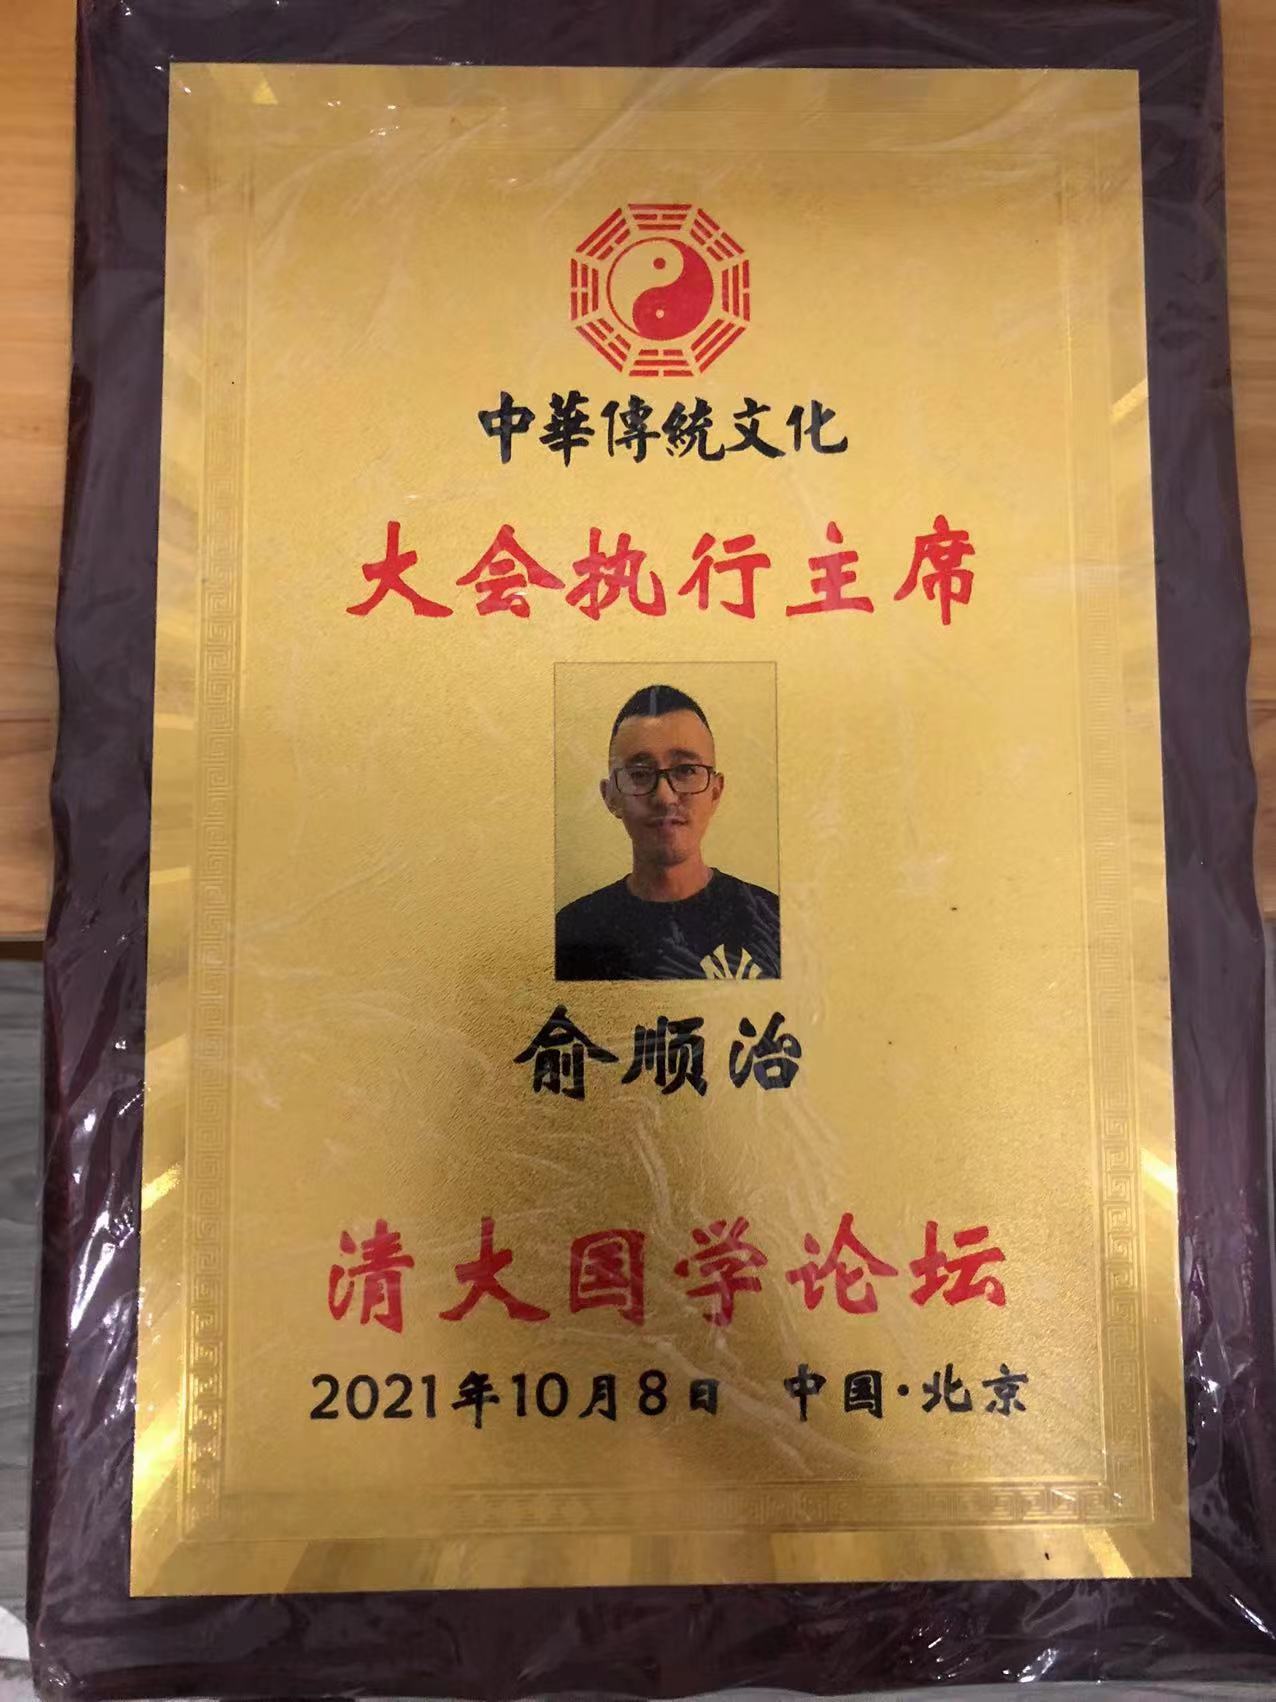 中華傳統文化
大会执行主席
俞顺治
清大国学论坛
2021年10月8日 中国·北京